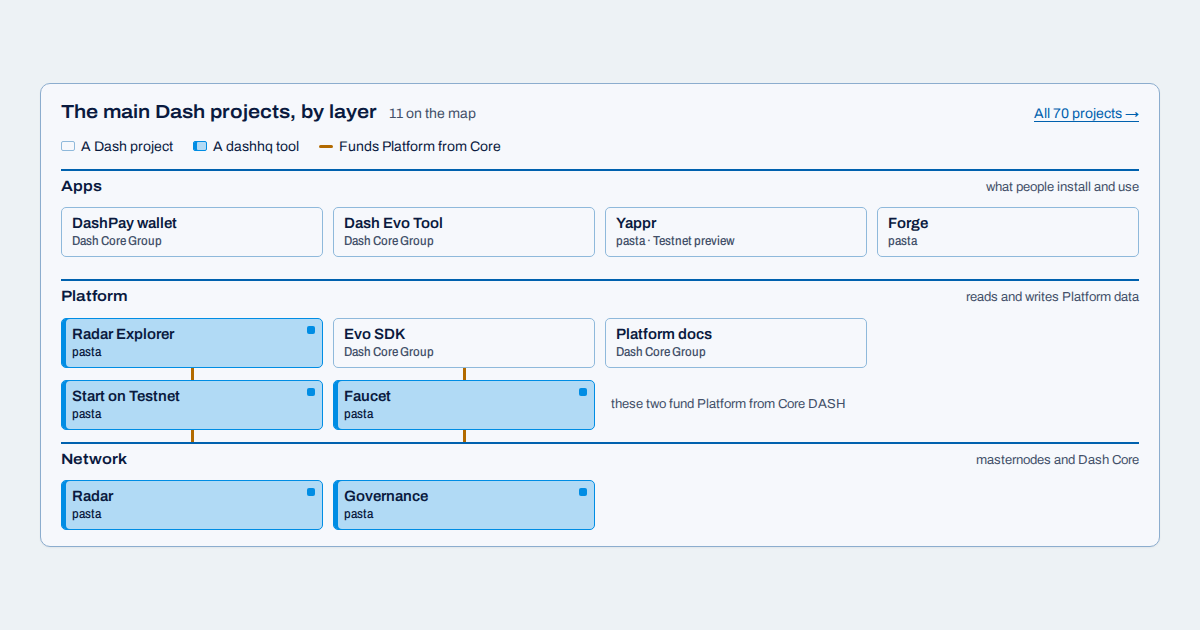 The main Dash projects, by layer 11 on the map All 70 projects →
A Dash project A dashhq tool Funds Platform from Core
Apps what people install and use
DashPay wallet Dash Evo Tool Yappr Forge
Dash Core Group Dash Core Group pasta · Testnet preview pasta
Platform reads and writes Platform data
Radar Explorer Evo SDK Platform docs
pasta Dash Core Group Dash Core Group
Start on Testnet Faucet these two fund Platform from Core DASH
pasta pasta
Network masternodes and Dash Core
Radar Governance
pasta pasta